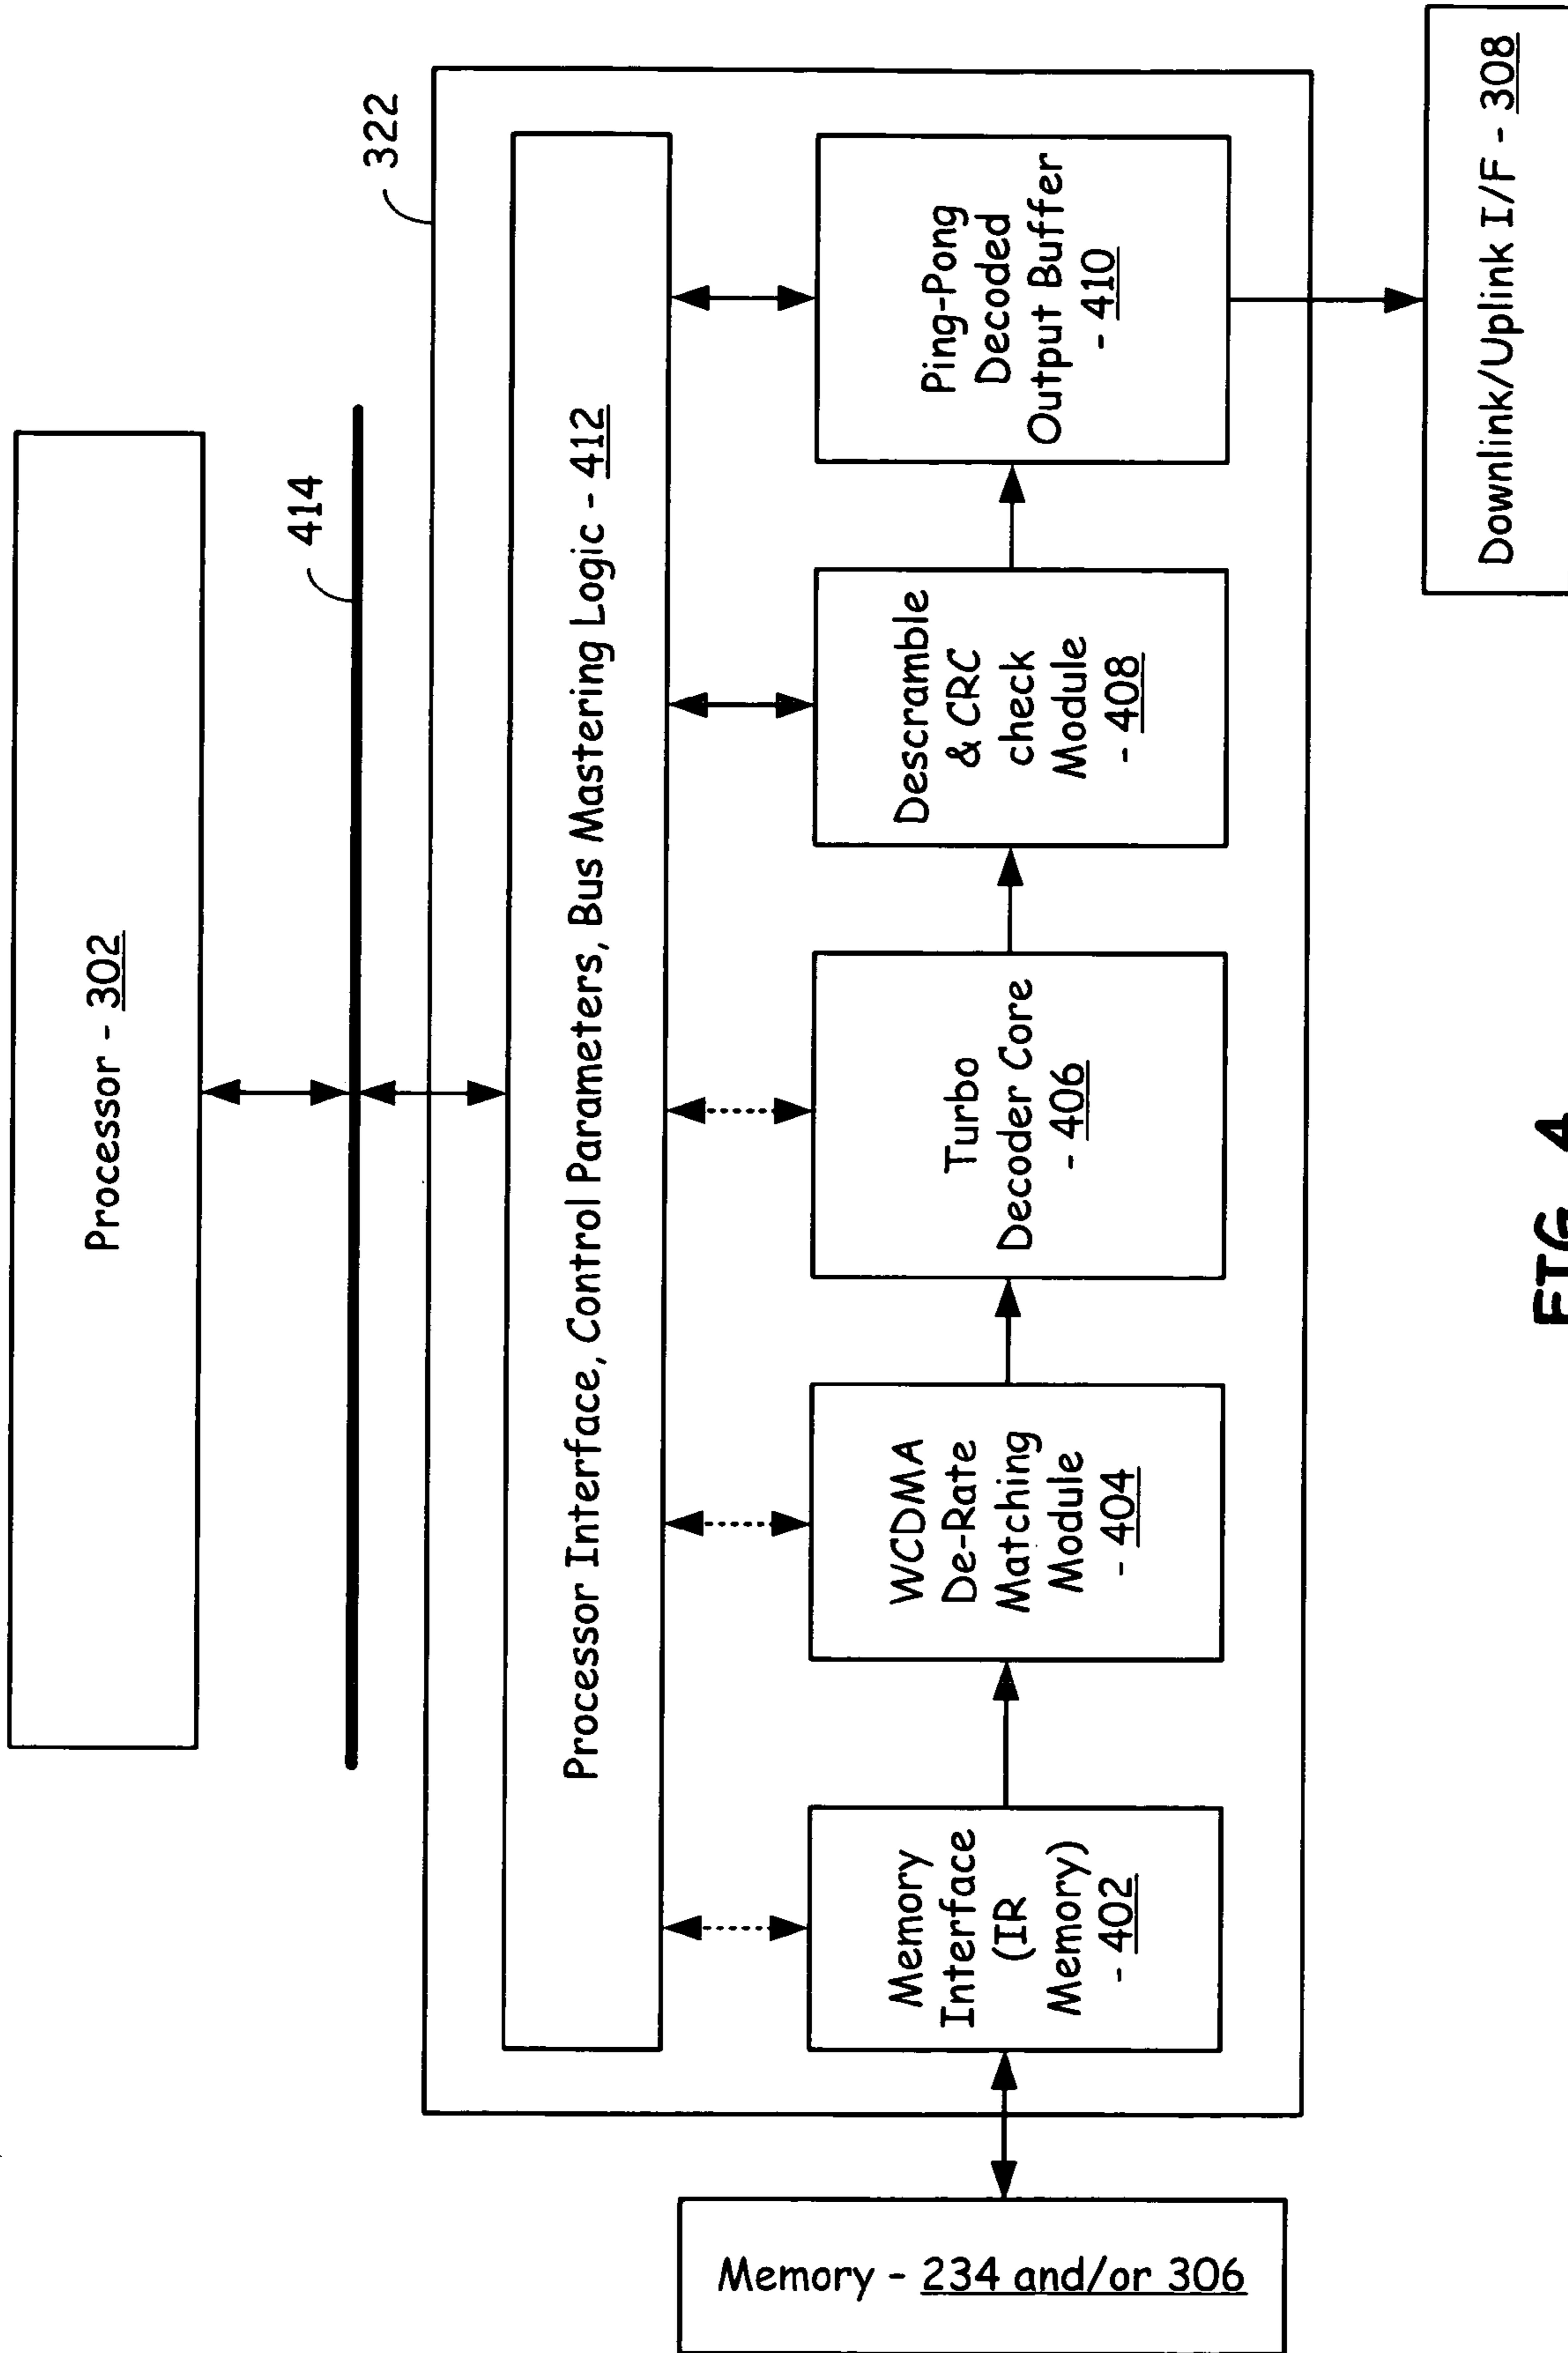 Processor - 302
414
322
Processor Interface, Control Parameters, Bus Mastering Logic - 412
Memory
Interface
(IR
Memory)
- 402
WCDMA
De-Rate
Matching
Module
- 404
Turbo
Decoder Core
- 406
Descramble
& CRC
check
Module
- 408
Ping-Pong
Decoded
Output Buffer
- 410
Memory - 234 and/or 306
Downlink/Uplink I/F - 308
FIG. 4